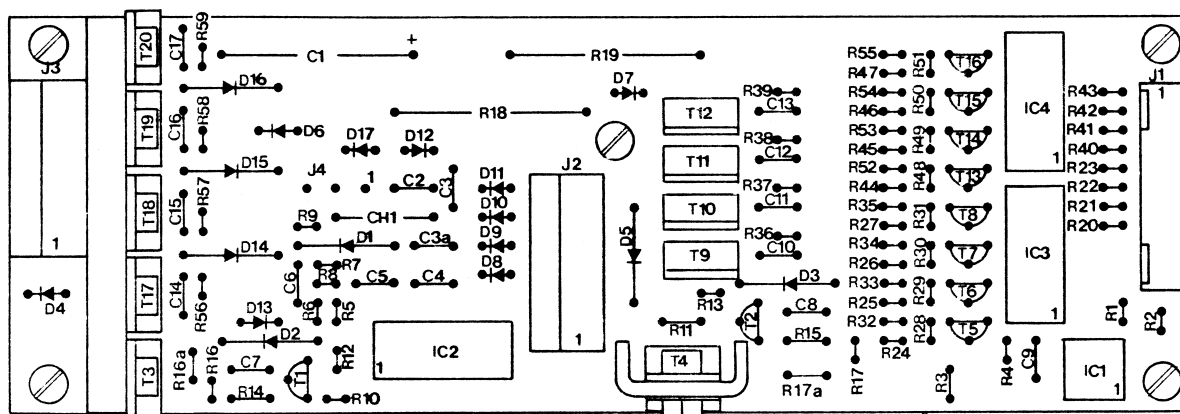 J3
1
D4
T20
C17
R59
C1
+
R19
D7
R39
C13
R55
R47
R51
T16
IC4
1
J1
1
D16
T19
C16
R58
D6
R18
T12
R54
R46
R50
T15
R43
R42
D17
D12
R38
C12
R53
R45
R49
T14
R41
R40
D15
J4
1
C2
C3
D11
J2
1
T11
R37
C11
R52
R44
R48
T13
R23
R22
T18
C15
R57
CH1
D10
T10
R36
C10
R35
R27
R31
T8
IC3
1
R21
R20
R9
D1
C3a
D9
D5
T9
R34
R26
R30
T7
D14
C6
R7
R8
C5
C4
D8
D3
R33
R25
R29
T6
T17
C14
R56
D13
R6
R5
R13
R11
T2
C8
R32
R28
T5
R1
R2
D2
IC2
1
R15
R24
T3
R16a
R16
C7
R14
T1
R12
R10
T4
R17a
R17
R3
R4
C9
IC1
1